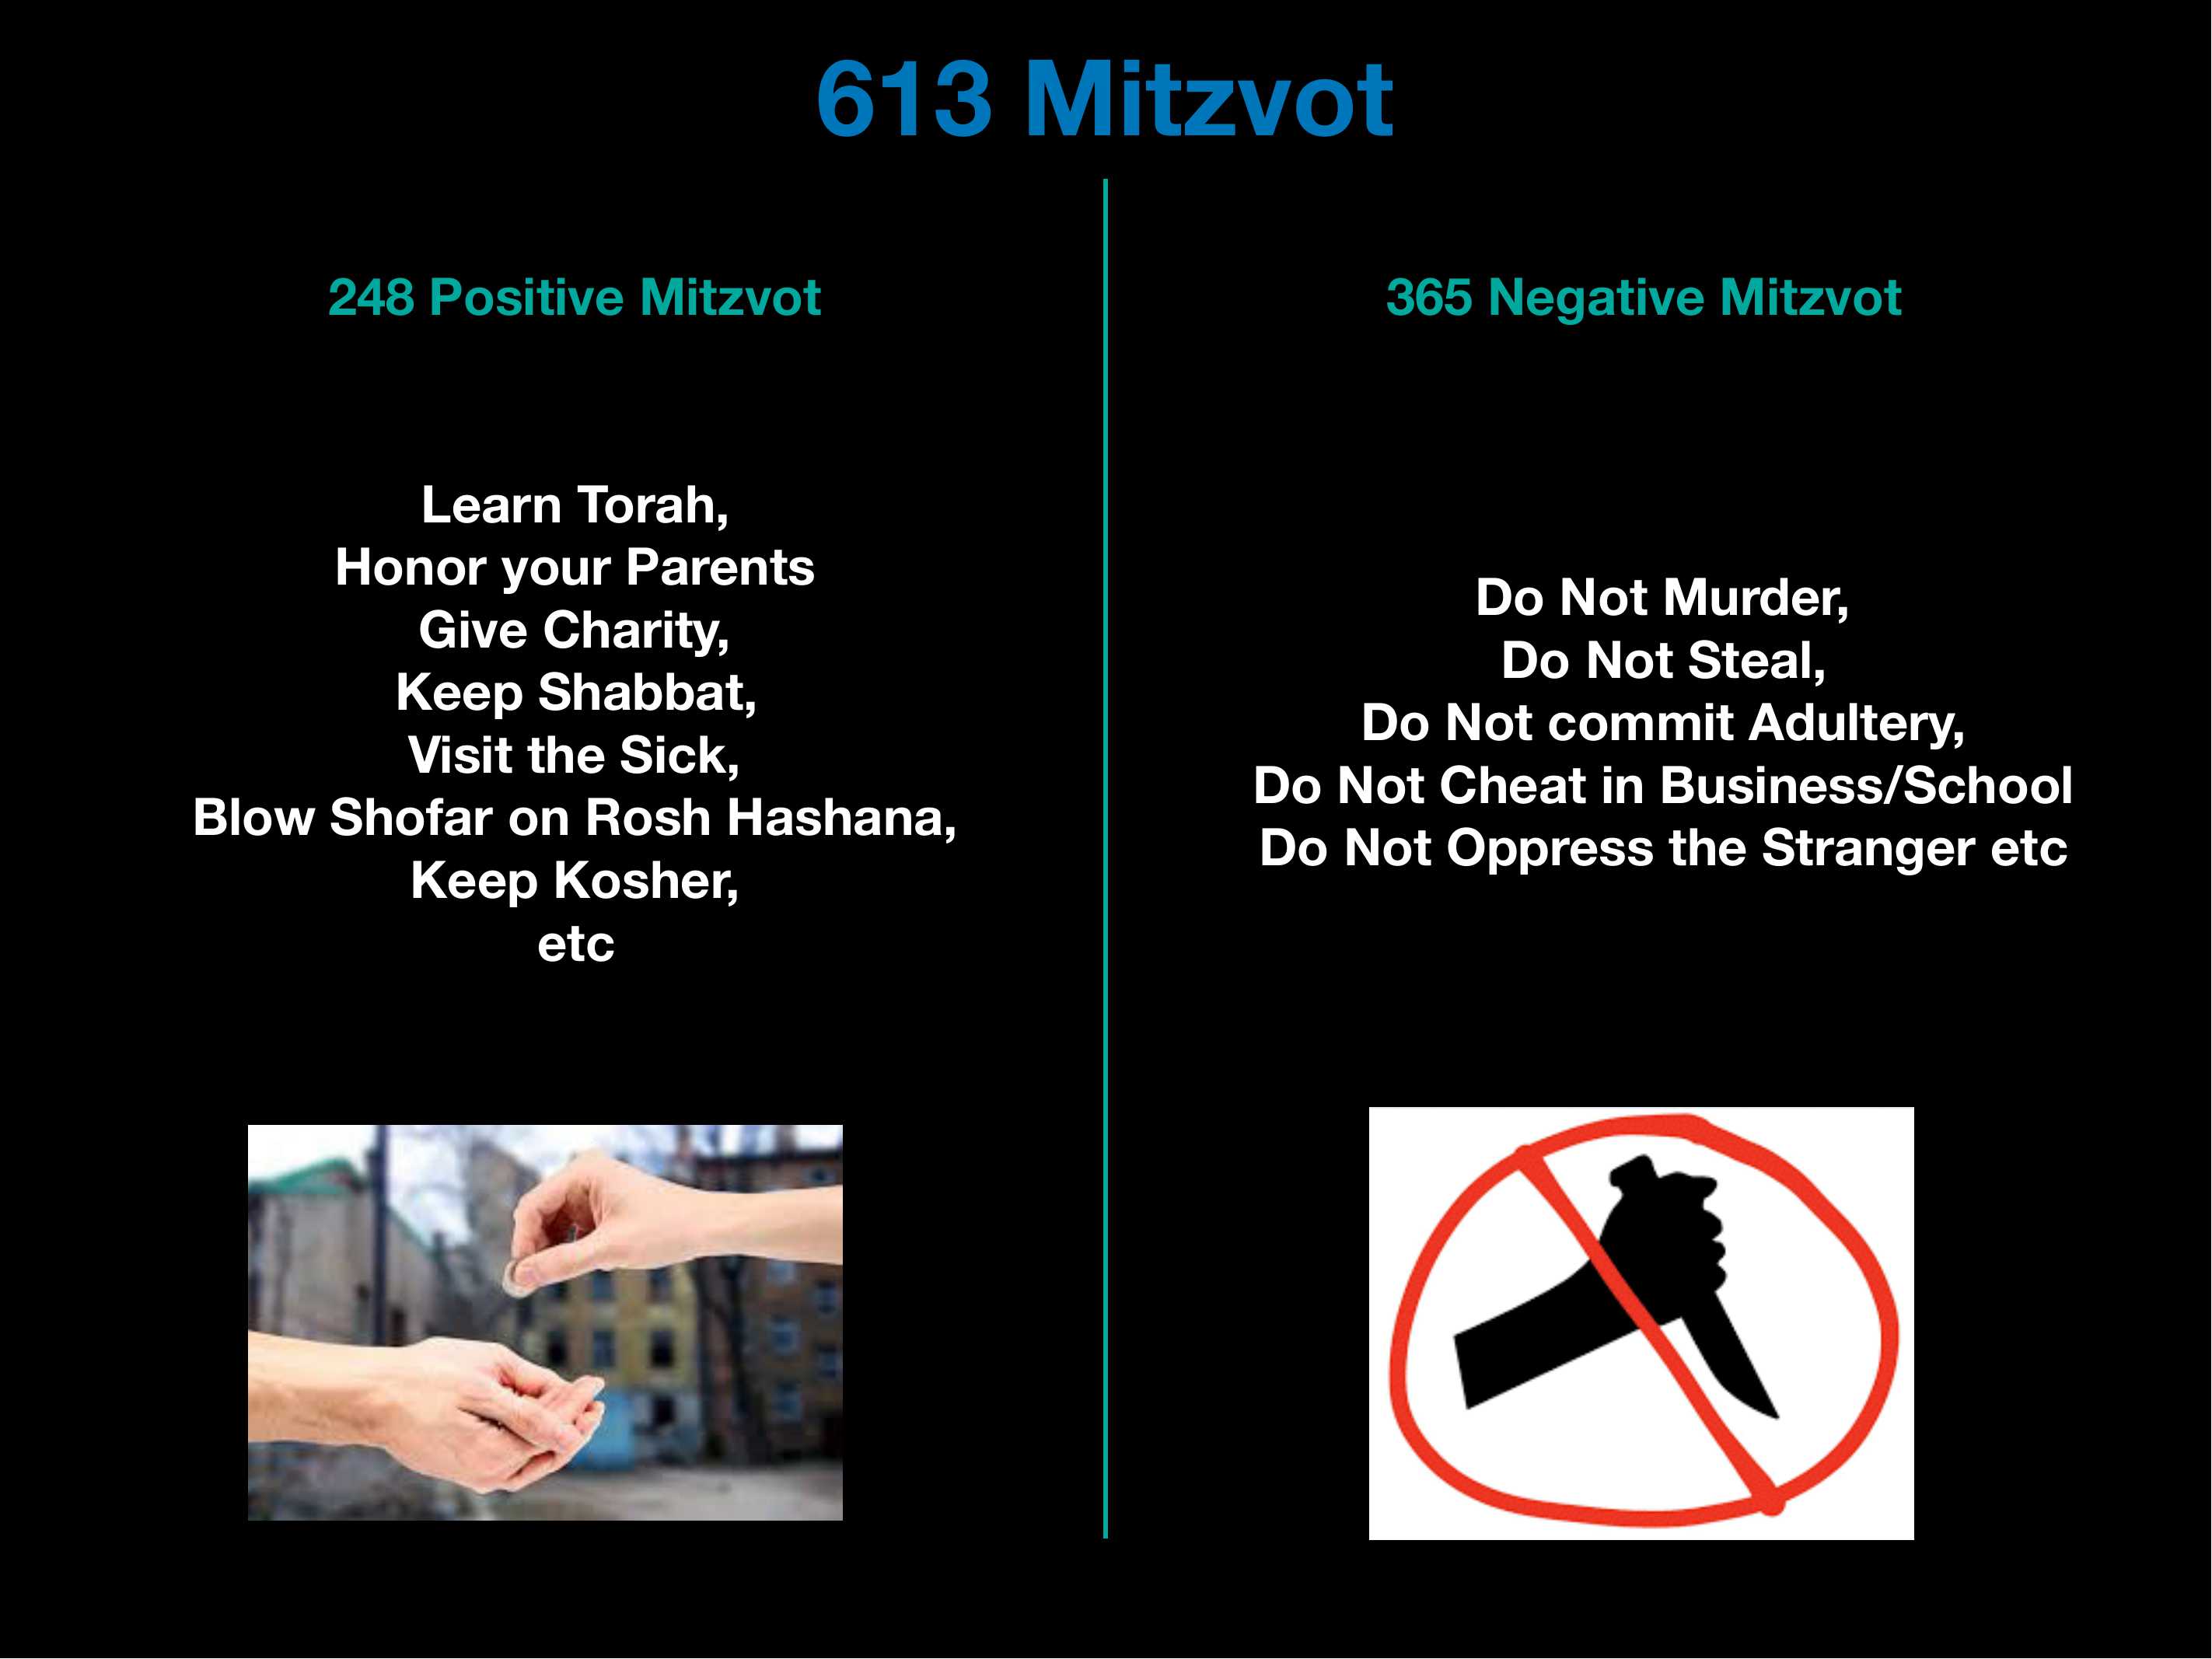 613 Mitzvot
248 Positive Mitzvot
Learn Torah,
Honor your Parents
Give Charity,
Keep Shabbat,
Visit the Sick,
Blow Shofar on Rosh Hashana,
Keep Kosher,
etc
365 Negative Mitzvot
Do Not Murder,
Do Not Steal,
Do Not commit Adultery,
Do Not Cheat in Business/School
Do Not Oppress the Stranger etc